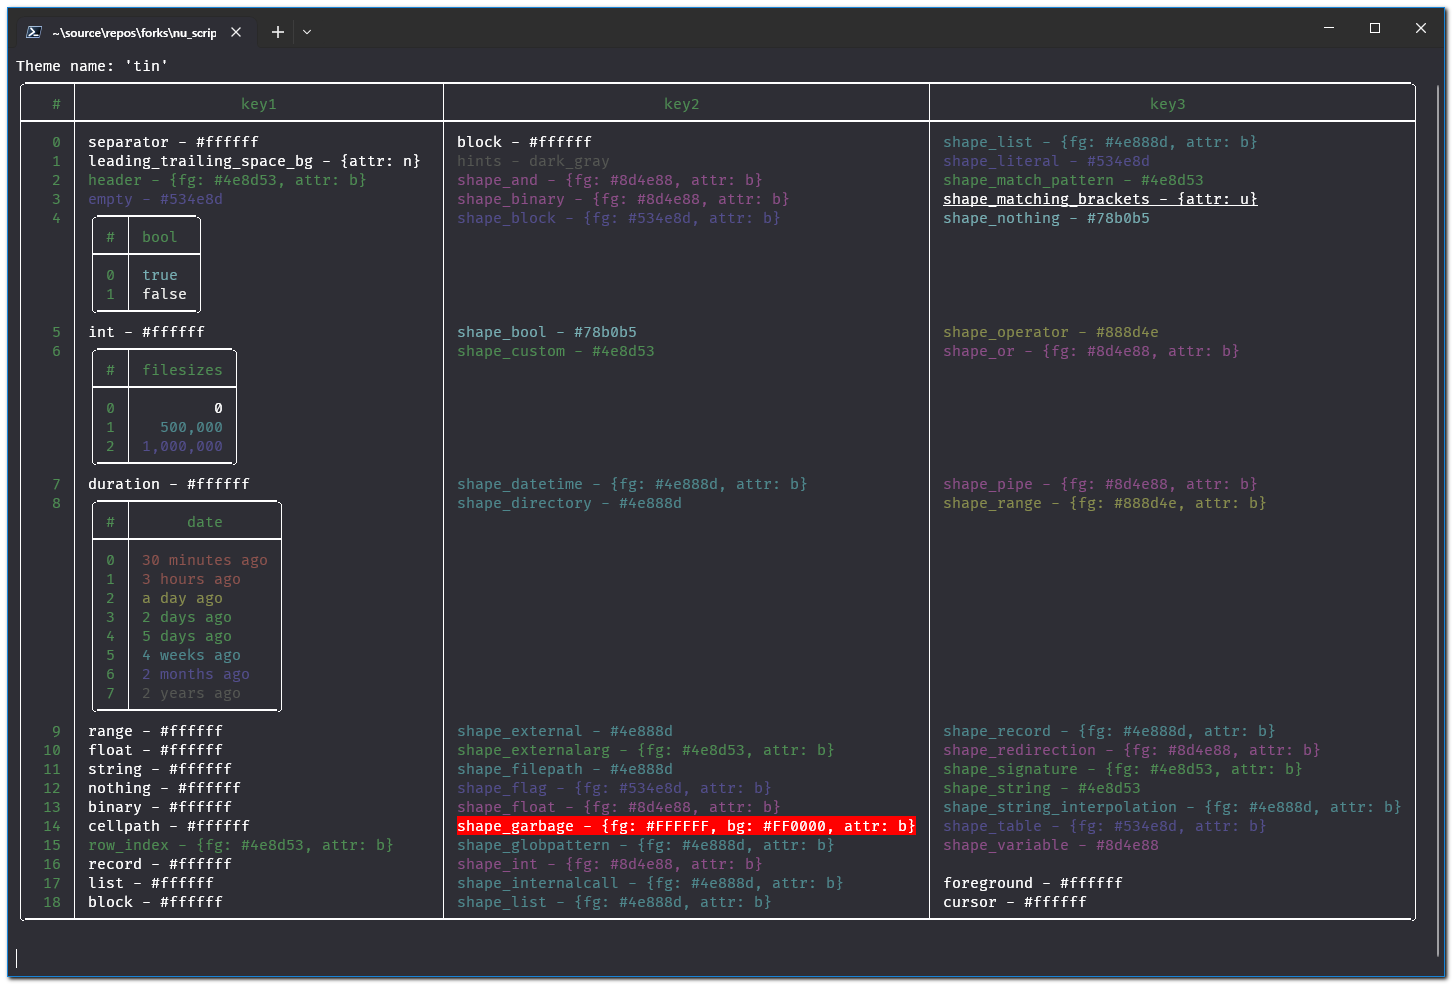 ~\source\repos\forks\nu_scrip
Theme name: 'tin'
# key1 key2 key3
0 separator - #ffffff block - #ffffff shape_list - {fg: #4e888d, attr: b}
1 leading_trailing_space_bg - {attr: n} hints - dark_gray shape_literal - #534e8d
2 header - {fg: #4e8d53, attr: b} shape_and - {fg: #8d4e88, attr: b} shape_match_pattern - #4e8d53
3 empty - #534e8d shape_binary - {fg: #8d4e88, attr: b} shape_matching_brackets - {attr: u}
4 shape_block - {fg: #534e8d, attr: b} shape_nothing - #78b0b5
# bool
0 true
1 false
5 int - #ffffff shape_bool - #78b0b5 shape_operator - #888d4e
6 shape_custom - #4e8d53 shape_or - {fg: #8d4e88, attr: b}
# filesizes
0 0
1 500,000
2 1,000,000
7 duration - #ffffff shape_datetime - {fg: #4e888d, attr: b} shape_pipe - {fg: #8d4e88, attr: b}
8 shape_directory - #4e888d shape_range - {fg: #888d4e, attr: b}
# date
0 30 minutes ago
1 3 hours ago
2 a day ago
3 2 days ago
4 5 days ago
5 4 weeks ago
6 2 months ago
7 2 years ago
9 range - #ffffff shape_external - #4e888d shape_record - {fg: #4e888d, attr: b}
10 float - #ffffff shape_externalarg - {fg: #4e8d53, attr: b} shape_redirection - {fg: #8d4e88, attr: b}
11 string - #ffffff shape_filepath - #4e888d shape_signature - {fg: #4e8d53, attr: b}
12 nothing - #ffffff shape_flag - {fg: #534e8d, attr: b} shape_string - #4e8d53
13 binary - #ffffff shape_float - {fg: #8d4e88, attr: b} shape_string_interpolation - {fg: #4e888d, attr: b}
14 cellpath - #ffffff shape_garbage - {fg: #FFFFFF, bg: #FF0000, attr: b} shape_table - {fg: #534e8d, attr: b}
15 row_index - {fg: #4e8d53, attr: b} shape_globpattern - {fg: #4e888d, attr: b} shape_variable - #8d4e88
16 record - #ffffff shape_int - {fg: #8d4e88, attr: b}
17 list - #ffffff shape_internalcall - {fg: #4e888d, attr: b} foreground - #ffffff
18 block - #ffffff shape_list - {fg: #4e888d, attr: b} cursor - #ffffff